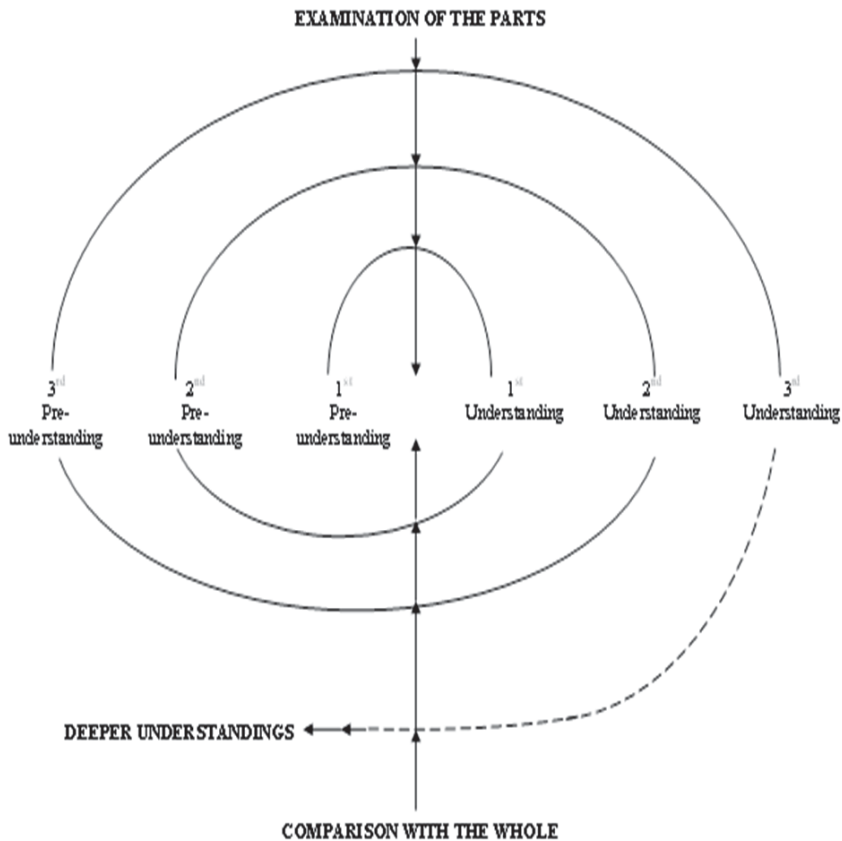 EXAMINATION OF THE PARTS
3rd
Pre-
understanding
2nd
Pre-
understanding
1st
Pre-
understanding
1st
Understanding
2nd
Understanding
3rd
Understanding
DEEPER UNDERSTANDINGS
COMPARISON WITH THE WHOLE